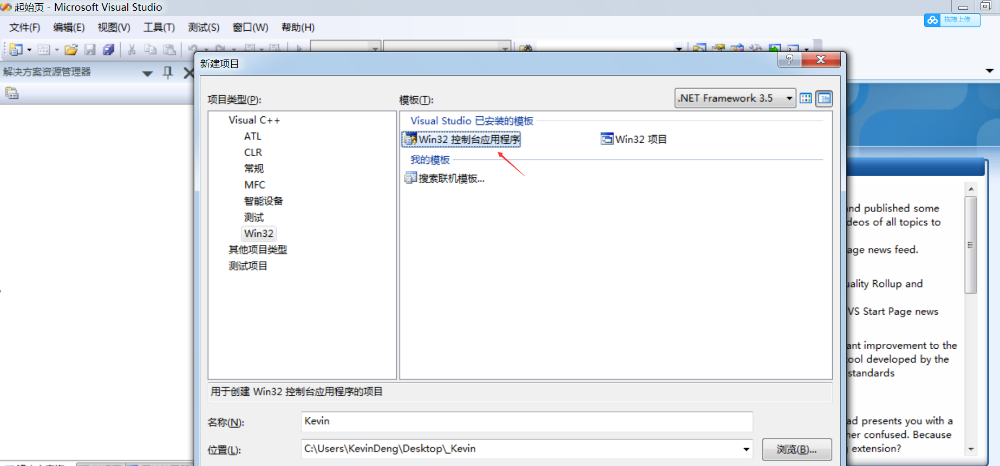 起始页 - Microsoft Visual Studio
文件(F) 编辑(E) 视图(V) 工具(T) 测试(S) 窗口(W) 帮助(H)
拖拽上传
解决方案资源管理器
新建项目
项目类型(P):
模板(T):
.NET Framework 3.5
Visual C++
ATL
CLR
常规
MFC
智能设备
测试
Win32
其他项目类型
测试项目
Visual Studio 已安装的模板
Win32 控制台应用程序
Win32 项目
我的模板
搜索联机模板...
用于创建 Win32 控制台应用程序的项目
名称(N):
Kevin
位置(L):
C:\Users\KevinDeng\Desktop\_Kevin
浏览(B)...
nd published some
deos of all topics to
age news feed.
uality Rollup and
VS Start Page news
ant improvement to the
tool developed by the
standards
ad presents you with a
her confused. Because
extension?